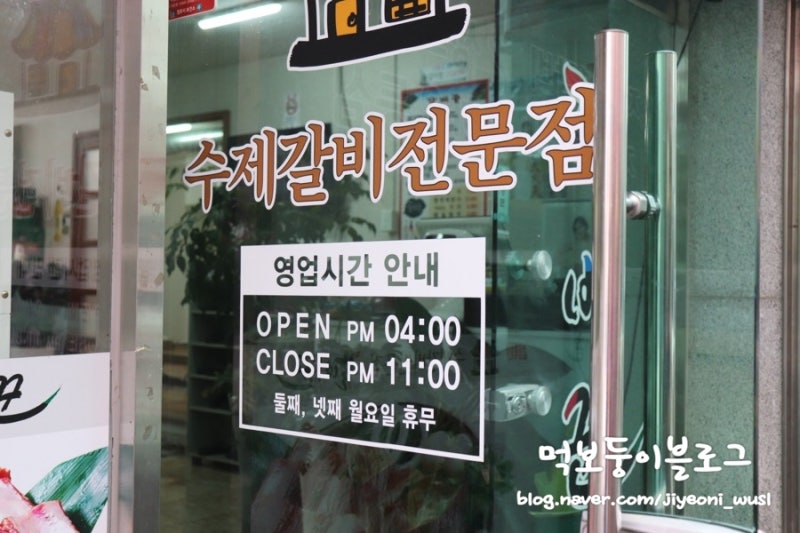 수제갈비전문점
영업시간 안내
OPEN PM 04:00
CLOSE PM 11:00
둘째, 넷째 월요일 휴무
먹보둥이블로그
blog.naver.com/jiyeoni_wusl